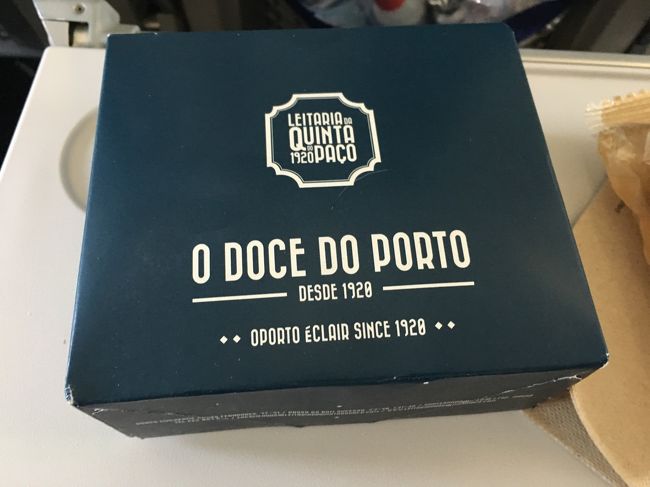 LEITARIA DA
QUINTA
DO
1920 PAÇO
O DOCE DO PORTO
DESDE 1920
OPORTO ÉCLAIR SINCE 1920